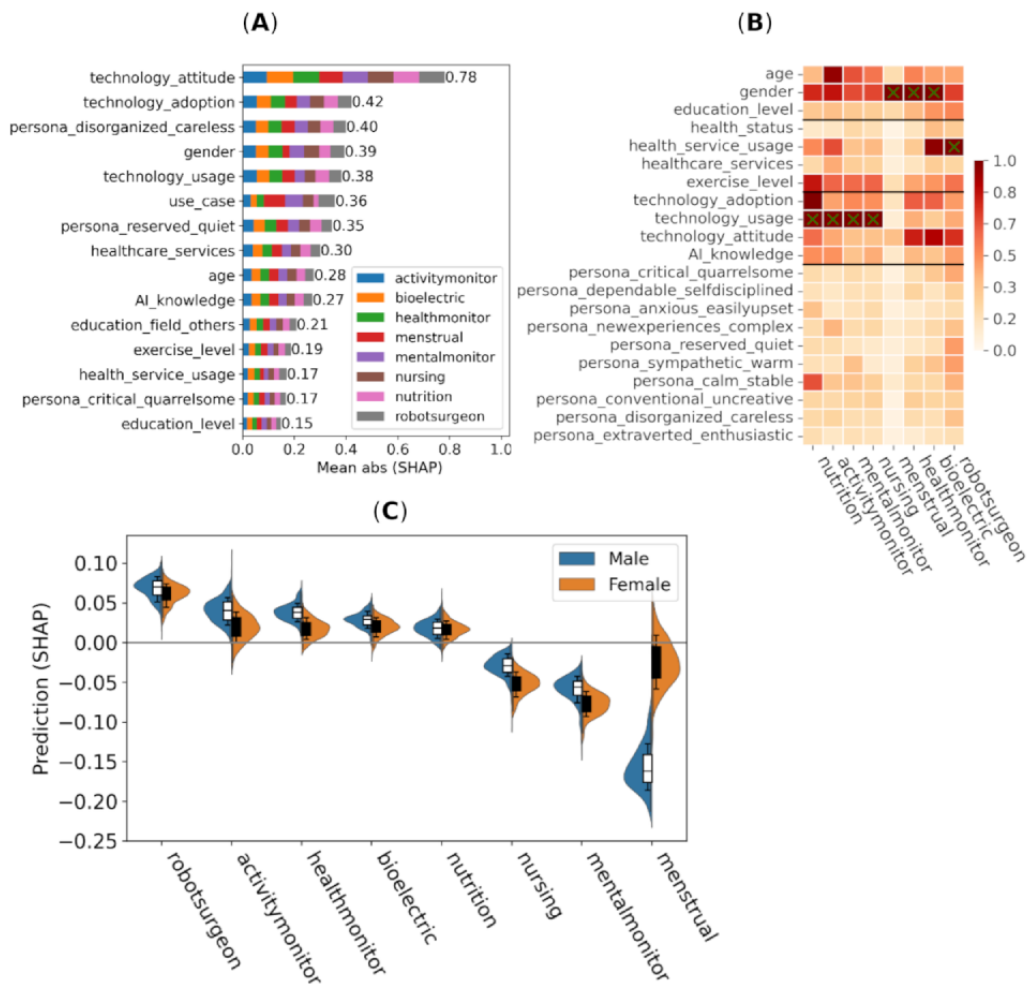 (A)
technology_attitude 0.78
technology_adoption 0.42
persona_disorganized_careless 0.40
gender 0.39
technology_usage 0.38
use_case 0.36
persona_reserved_quiet 0.35
healthcare_services 0.30
age 0.28
AI_knowledge 0.27
education_field_others 0.21
exercise_level 0.19
health_service_usage 0.17
persona_critical_quarrelsome 0.17
education_level 0.15
activitymonitor
bioelectric
healthmonitor
menstrual
mentalmonitor
nursing
nutrition
robotsurgeon
0.0 0.2 0.4 0.6 0.8 1.0
Mean abs (SHAP)
(B)
age
gender
education_level
health_status
health_service_usage
healthcare_services
exercise_level
technology_adoption
technology_usage
technology_attitude
AI_knowledge
persona_critical_quarrelsome
persona_dependable_selfdisciplined
persona_anxious_easilyupset
persona_newexperiences_complex
persona_reserved_quiet
persona_sympathetic_warm
persona_calm_stable
persona_conventional_uncreative
persona_disorganized_careless
persona_extraverted_enthusiastic
nutrition
activitymonitor
mentalmonitor
nursing
menstrual
healthmonitor
bioelectric
robotsurgeon
1.0
0.8
0.6
0.4
0.3
0.2
0.0
(C)
Male
Female
Prediction (SHAP)
0.10
0.05
0.00
−0.05
−0.10
−0.15
−0.20
−0.25
robotsurgeon
activitymonitor
healthmonitor
bioelectric
nutrition
nursing
mentalmonitor
menstrual